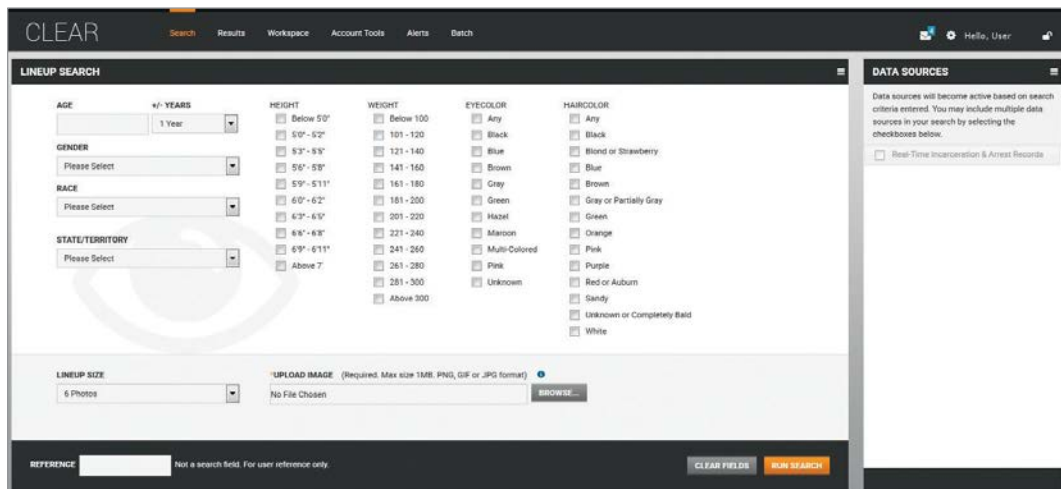 CLEAR
Search Results Workspace Account Tools Alerts Batch
4 Hello, User
LINEUP SEARCH
AGE +/- YEARS
1 Year
GENDER
Please Select
RACE
Please Select
STATE/TERRITORY
Please Select
HEIGHT
Below 5'0"
5'0" - 5'2"
5'3" - 5'5"
5'6" - 5'8"
5'9" - 5'11"
6'0" - 6'2"
6'3" - 6'5"
6'6" - 6'8"
6'9" - 6'11"
Above 7'
WEIGHT
Below 100
101 - 120
121 - 140
141 - 160
161 - 180
181 - 200
201 - 220
221 - 240
241 - 260
261 - 280
281 - 300
Above 300
EYECOLOR
Any
Black
Blue
Brown
Gray
Green
Hazel
Maroon
Multi-Colored
Pink
Unknown
HAIRCOLOR
Any
Black
Blond or Strawberry
Blue
Brown
Gray or Partially Gray
Green
Orange
Pink
Purple
Red or Auburn
Sandy
Unknown or Completely Bald
White
LINEUP SIZE
6 Photos
*UPLOAD IMAGE (Required. Max size 1MB. PNG, GIF or JPG format)
No File Chosen BROWSE...
REFERENCE Not a search field. For user reference only.
CLEAR FIELDS RUN SEARCH
DATA SOURCES
Data sources will become active based on search
criteria entered. You may include multiple data
sources in your search by selecting the
checkboxes below.
Real-Time Incarceration & Arrest Records